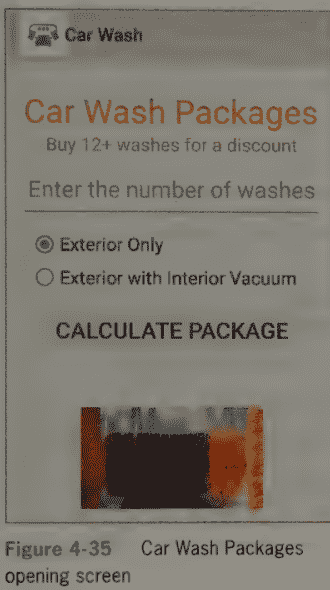 Car Wash
Car Wash Packages
Buy 12+ washes for a discount
Enter the number of washes
Exterior Only
Exterior with Interior Vacuum
CALCULATE PACKAGE
Figure 4-35 Car Wash Packages
opening screen